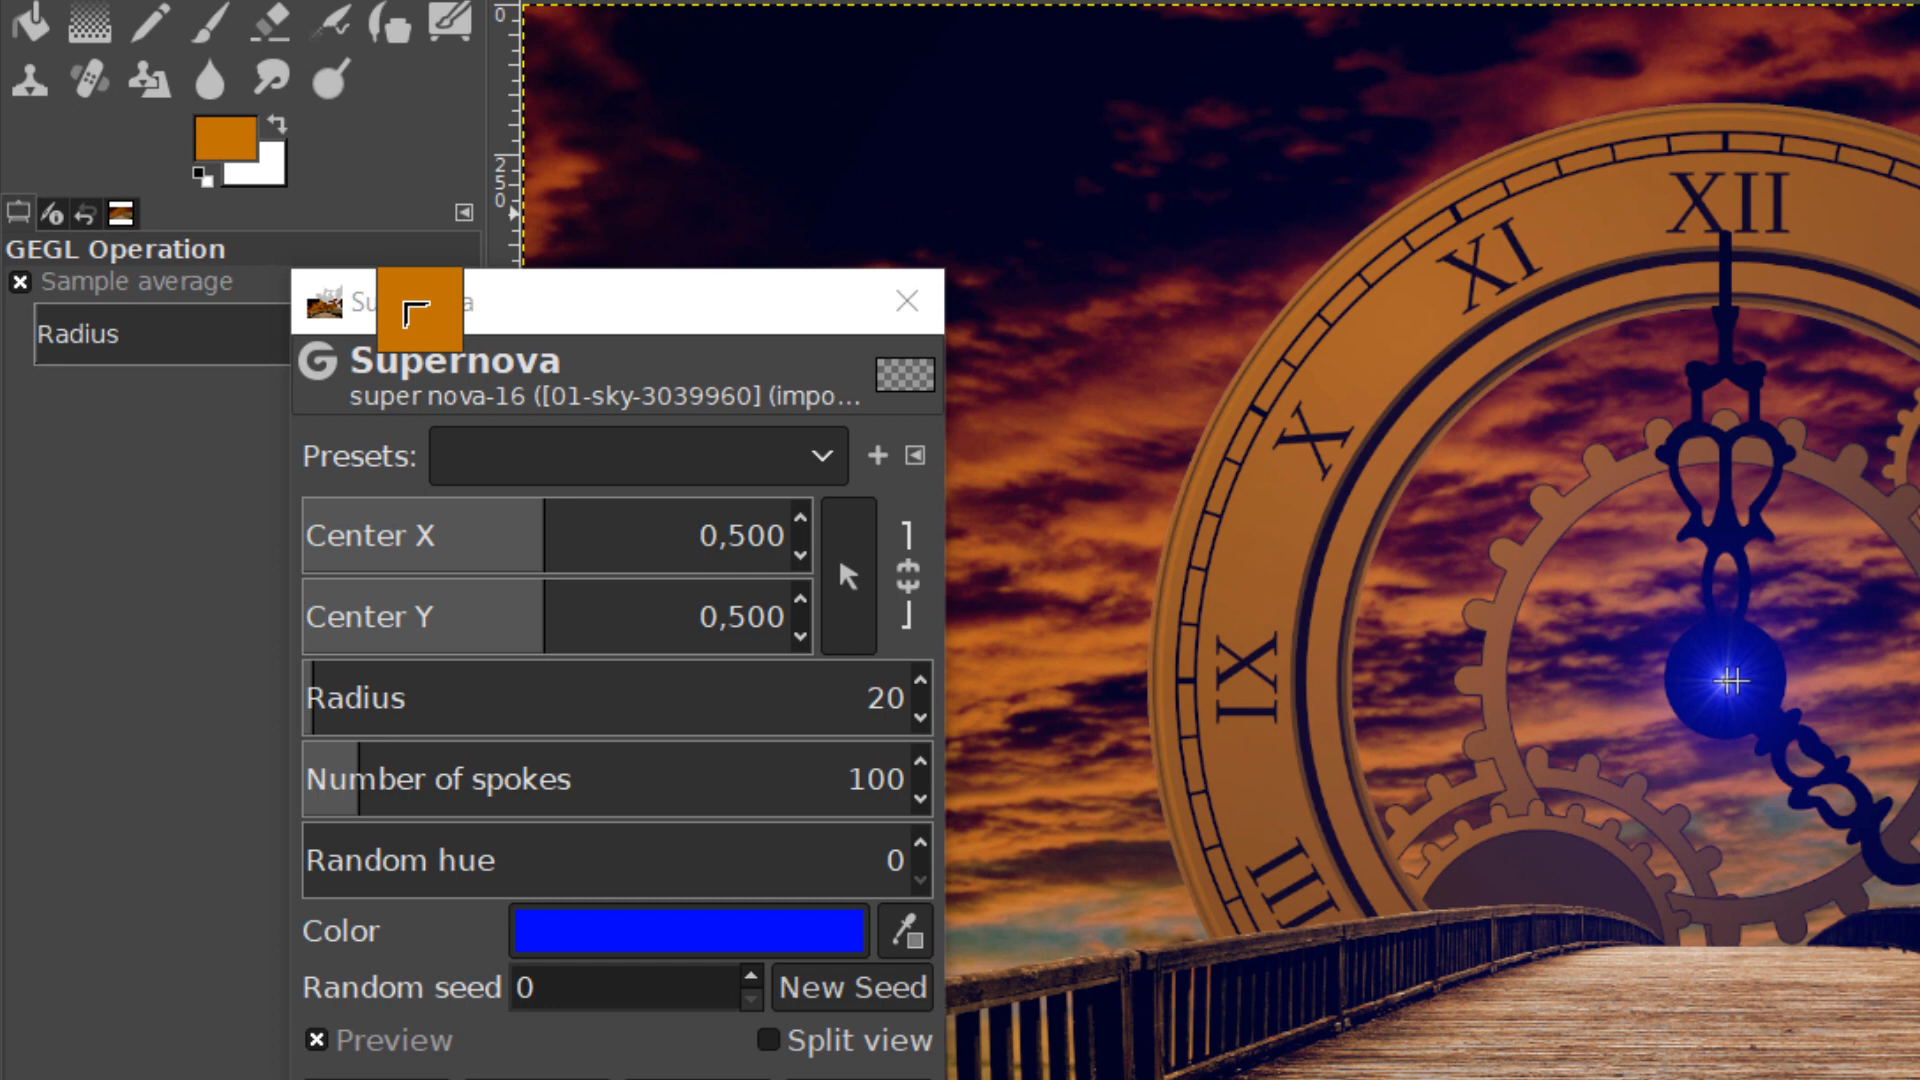 0
250
GEGL Operation
Sample average
Radius
Supernova
super nova-16 ([01-sky-3039960] (impo...
Presets:
Center X 0,500
Center Y 0,500
Radius 20
Number of spokes 100
Random hue 0
Color
Random seed 0 New Seed
Preview Split view
XII
XI
X
IX